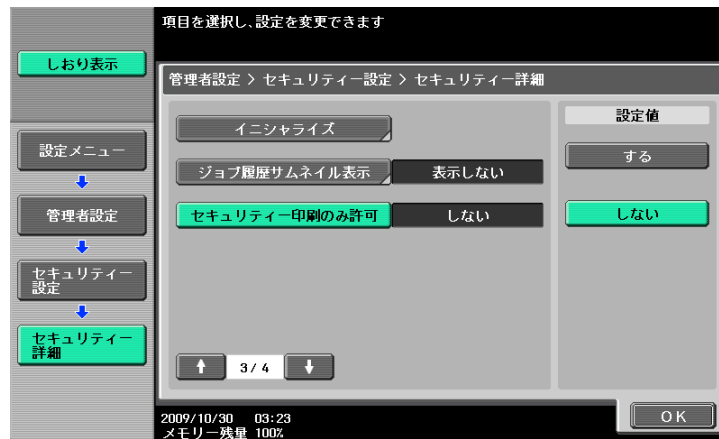 項目を選択し、設定を変更できます
しおり表示
管理者設定 > セキュリティー設定 > セキュリティー詳細
設定メニュー
管理者設定
セキュリティー
設定
セキュリティー
詳細
イニシャライズ
ジョブ履歴サムネイル表示 表示しない
セキュリティー印刷のみ許可 しない
3/ 4
設定値
する
しない
2009/10/30 03:23
メモリー残量 100%
OK